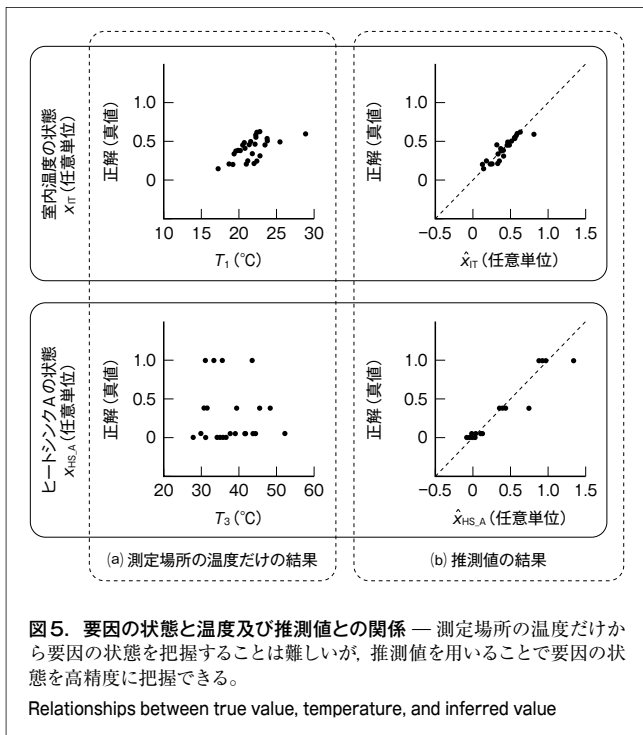 室内温度の状態
xIT（任意単位）
正解（真値）
1.0
0.5
0
10 20 30
T1（℃）
正解（真値）
1.0
0.5
0
−0.5 0 0.5 1.0 1.5
x̂IT（任意単位）
ヒートシンクAの状態
xHS_A（任意単位）
正解（真値）
1.0
0.5
0
20 30 40 50 60
T3（℃）
正解（真値）
1.0
0.5
0
−0.5 0 0.5 1.0 1.5
x̂HS_A（任意単位）
(a) 測定場所の温度だけの結果
(b) 推測値の結果
図5．要因の状態と温度及び推測値との関係 — 測定場所の温度だけか
ら要因の状態を把握することは難しいが，推測値を用いることで要因の状
態を高精度に把握できる。
Relationships between true value, temperature, and inferred value